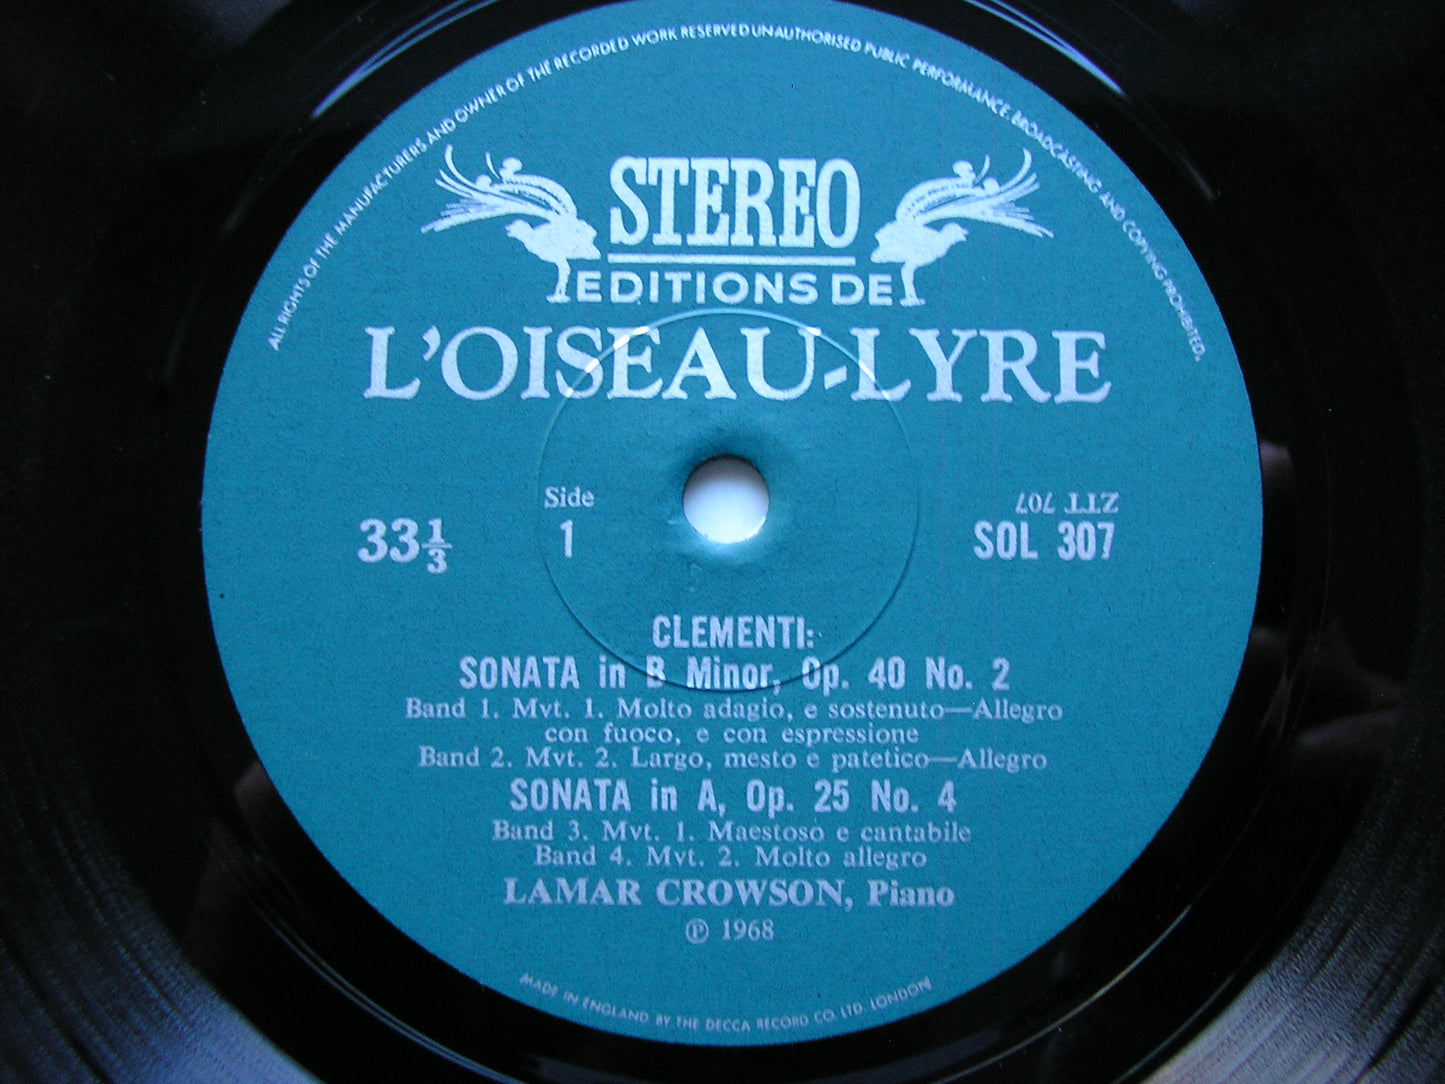 ALL RIGHTS OF THE MANUFACTURERS AND OWNER OF THE RECORDED WORK RESERVED UNAUTHORISED PUBLIC PERFORMANCE, BROADCASTING AND COPYING PROHIBITED.
STEREO
EDITIONS DE
L'OISEAU-LYRE
33⅓
Side
1
ZTT 707
SOL 307
CLEMENTI:
SONATA in B Minor, Op. 40 No. 2
Band 1. Mvt. 1. Molto adagio, e sostenuto—Allegro
con fuoco, e con espressione
Band 2. Mvt. 2. Largo, mesto e patetico—Allegro
SONATA in A, Op. 25 No. 4
Band 3. Mvt. 1. Maestoso e cantabile
Band 4. Mvt. 2. Molto allegro
LAMAR CROWSON, Piano
℗ 1968
MADE IN ENGLAND BY THE DECCA RECORD CO. LTD. LONDON